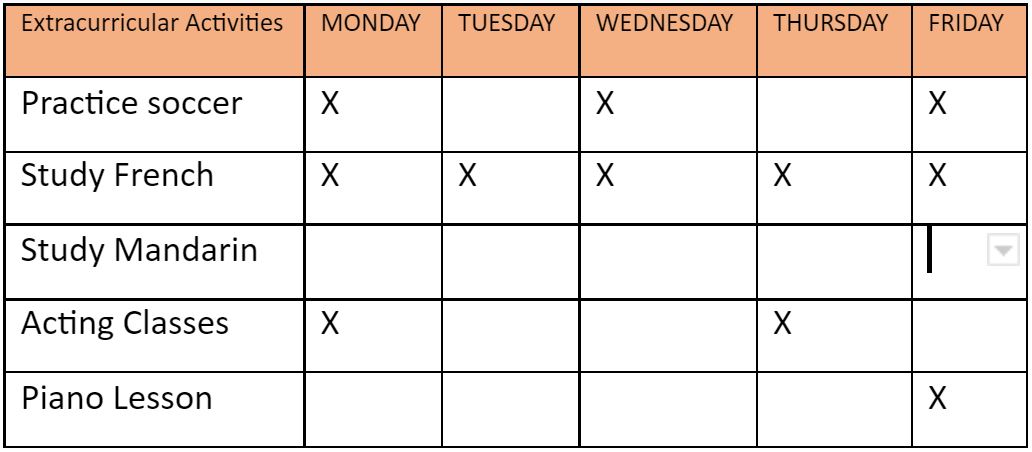 Extracurricular Activities MONDAY TUESDAY WEDNESDAY THURSDAY FRIDAY
Practice soccer X X X
Study French X X X X X
Study Mandarin
Acting Classes X X
Piano Lesson X